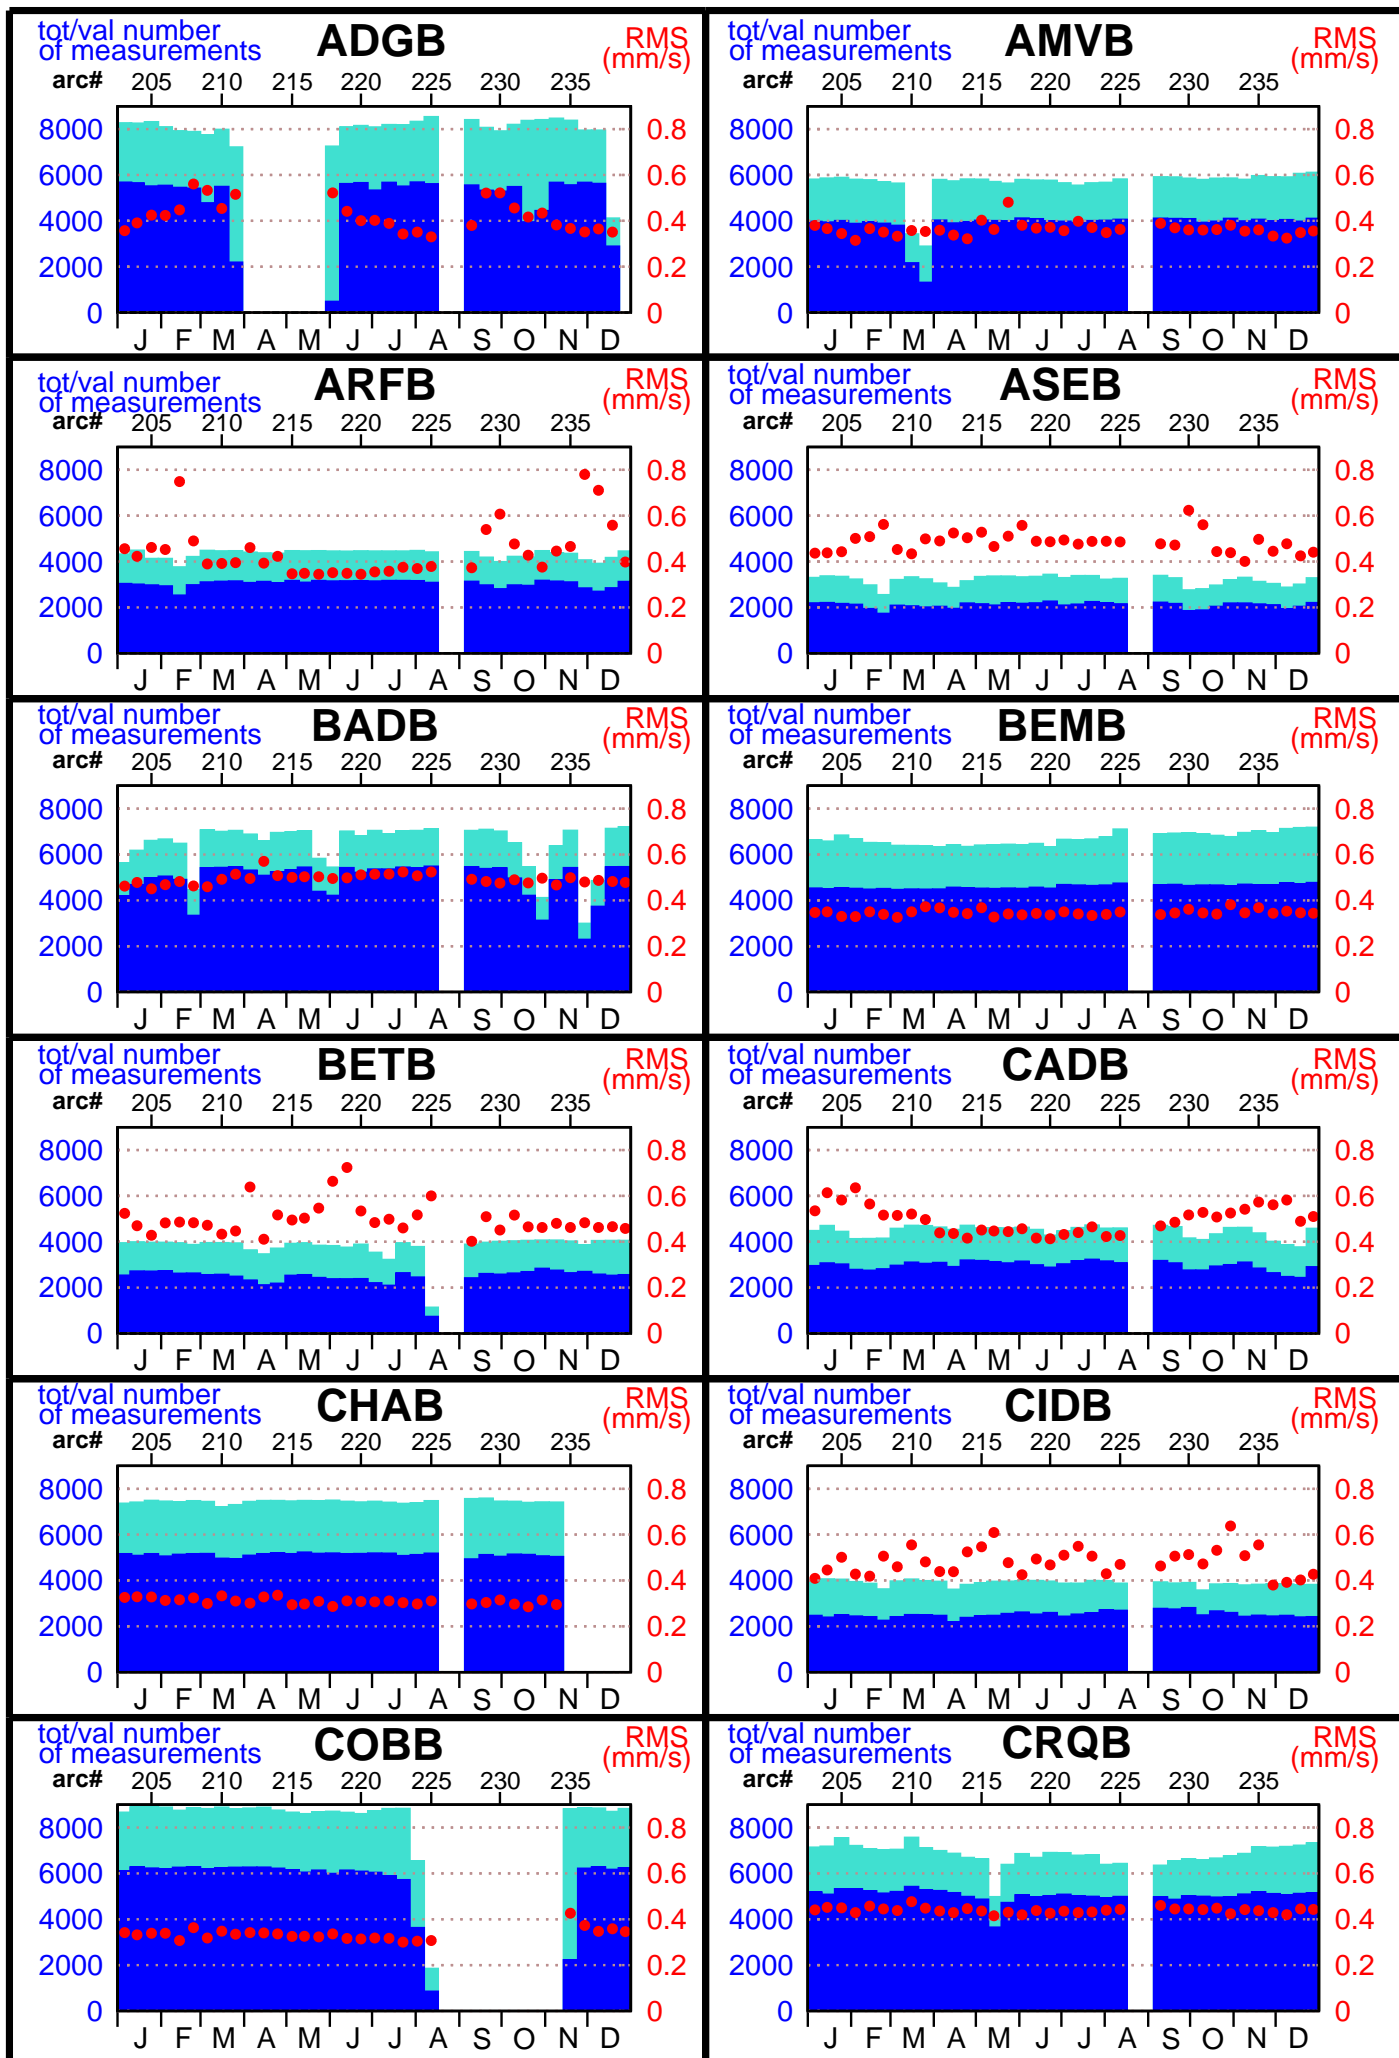 tot/val number
of measurements
ADGB
RMS
(mm/s)
arc#
205 210 215 220 225 230 235
8000 0.8
6000 0.6
4000 0.4
2000 0.2
0 0
J F M A M J J A S O N D
tot/val number
of measurements
AMVB
RMS
(mm/s)
arc#
205 210 215 220 225 230 235
8000 0.8
6000 0.6
4000 0.4
2000 0.2
0 0
J F M A M J J A S O N D
tot/val number
of measurements
ARFB
RMS
(mm/s)
arc#
205 210 215 220 225 230 235
8000 0.8
6000 0.6
4000 0.4
2000 0.2
0 0
J F M A M J J A S O N D
tot/val number
of measurements
ASEB
RMS
(mm/s)
arc#
205 210 215 220 225 230 235
8000 0.8
6000 0.6
4000 0.4
2000 0.2
0 0
J F M A M J J A S O N D
tot/val number
of measurements
BADB
RMS
(mm/s)
arc#
205 210 215 220 225 230 235
8000 0.8
6000 0.6
4000 0.4
2000 0.2
0 0
J F M A M J J A S O N D
tot/val number
of measurements
BEMB
RMS
(mm/s)
arc#
205 210 215 220 225 230 235
8000 0.8
6000 0.6
4000 0.4
2000 0.2
0 0
J F M A M J J A S O N D
tot/val number
of measurements
BETB
RMS
(mm/s)
arc#
205 210 215 220 225 230 235
8000 0.8
6000 0.6
4000 0.4
2000 0.2
0 0
J F M A M J J A S O N D
tot/val number
of measurements
CADB
RMS
(mm/s)
arc#
205 210 215 220 225 230 235
8000 0.8
6000 0.6
4000 0.4
2000 0.2
0 0
J F M A M J J A S O N D
tot/val number
of measurements
CHAB
RMS
(mm/s)
arc#
205 210 215 220 225 230 235
8000 0.8
6000 0.6
4000 0.4
2000 0.2
0 0
J F M A M J J A S O N D
tot/val number
of measurements
CIDB
RMS
(mm/s)
arc#
205 210 215 220 225 230 235
8000 0.8
6000 0.6
4000 0.4
2000 0.2
0 0
J F M A M J J A S O N D
tot/val number
of measurements
COBB
RMS
(mm/s)
arc#
205 210 215 220 225 230 235
8000 0.8
6000 0.6
4000 0.4
2000 0.2
0 0
J F M A M J J A S O N D
tot/val number
of measurements
CRQB
RMS
(mm/s)
arc#
205 210 215 220 225 230 235
8000 0.8
6000 0.6
4000 0.4
2000 0.2
0 0
J F M A M J J A S O N D